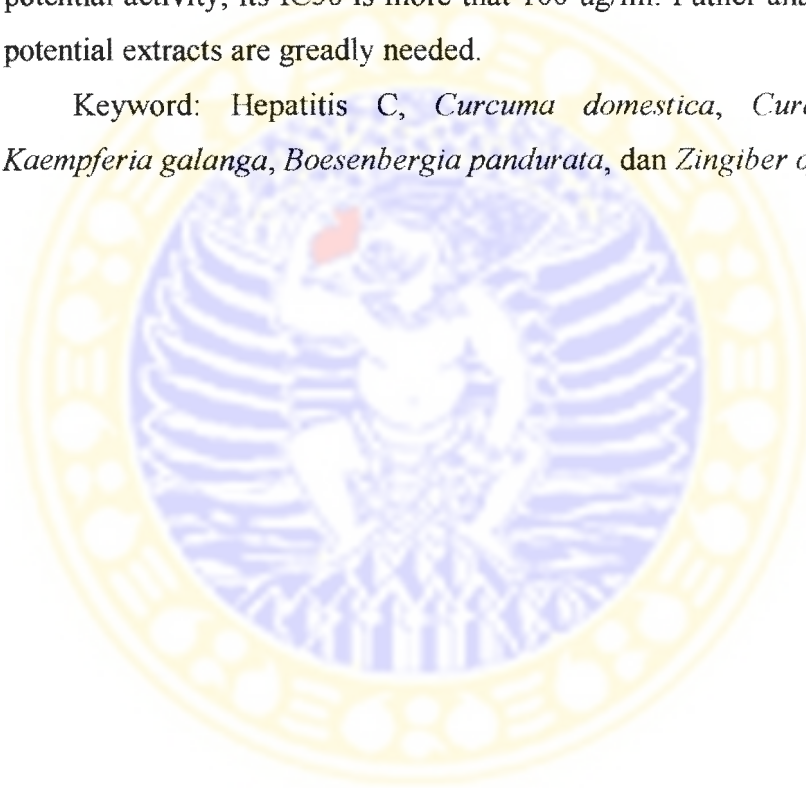 potential activity, its IC50 is more that 100 ug/ml. Futher
potential extracts are greadly needed.
Keyword: Hepatitis C, Curcuma domestica,
Kaempferia galanga, Boesenbergia pandurata, dan Zingiber